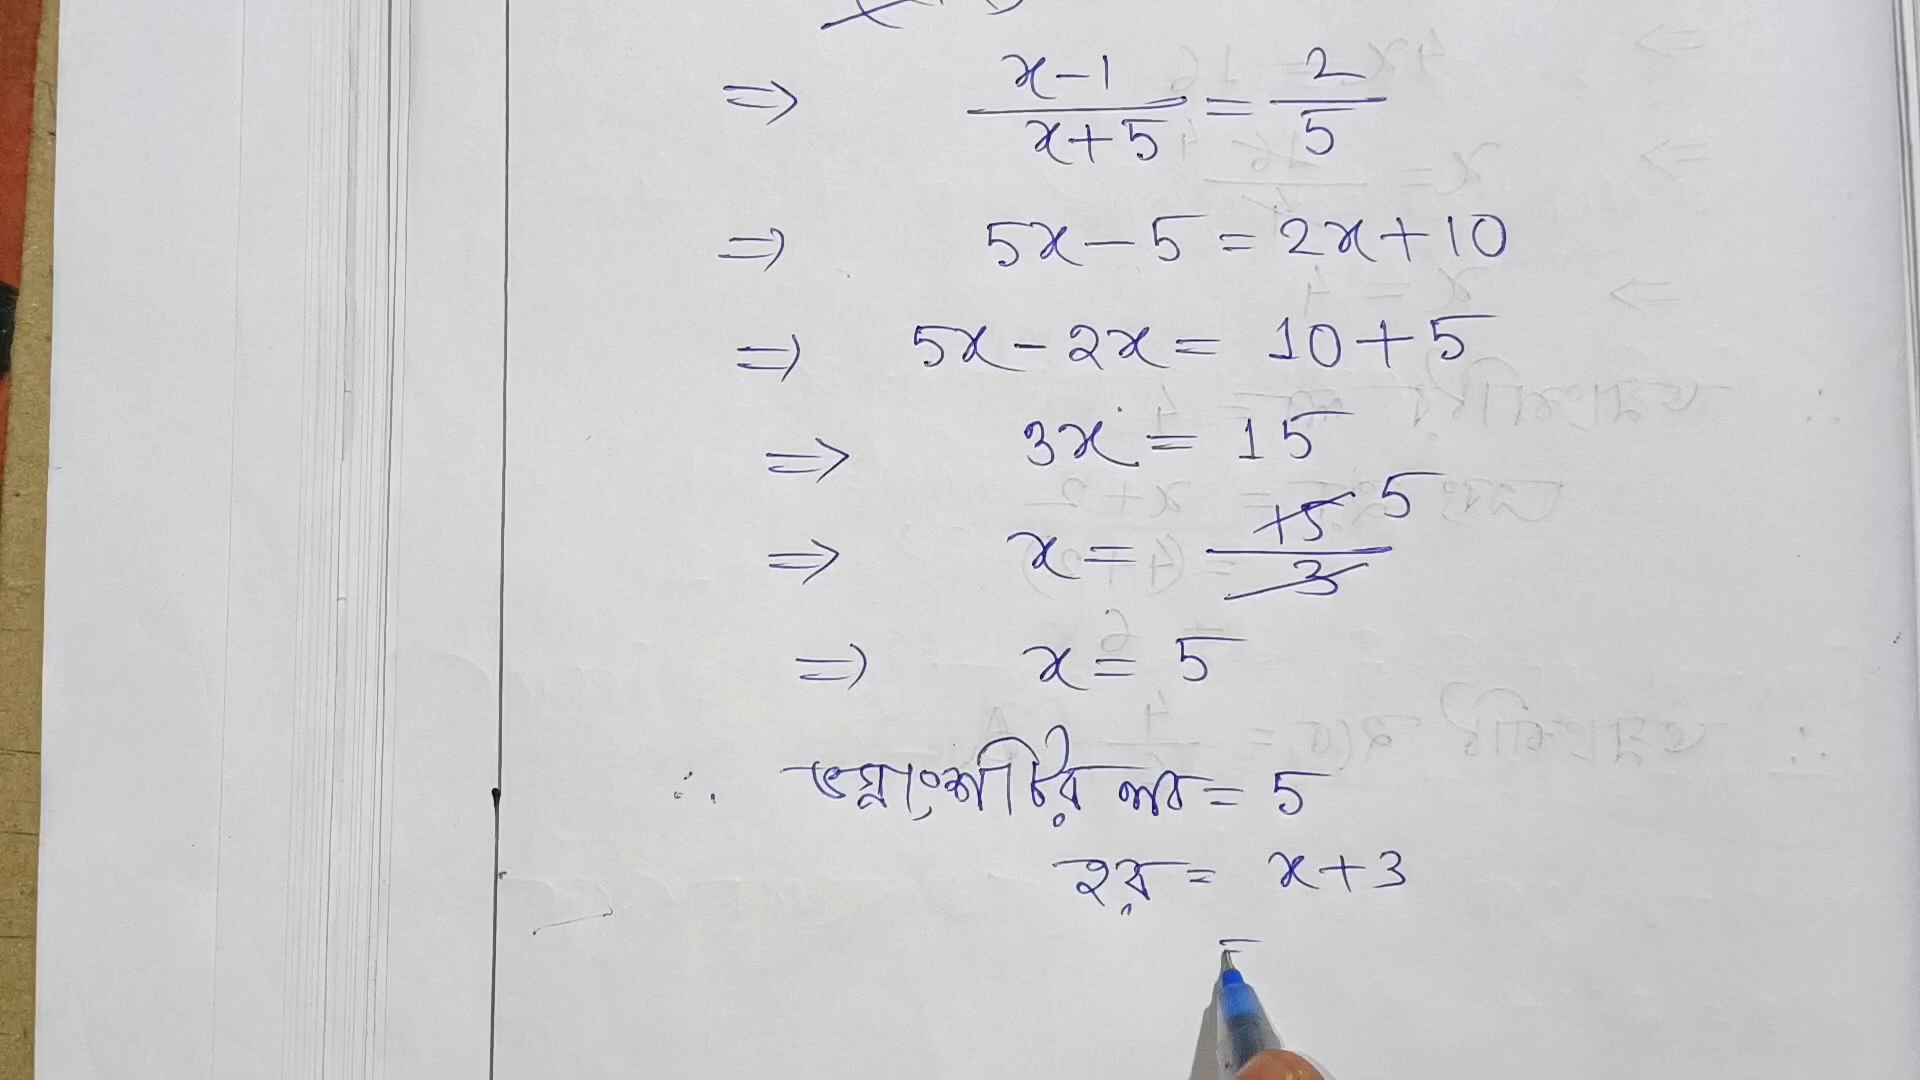 ⇒ x-1/x+5 = 2/5
⇒ 5x-5 = 2x+10
⇒ 5x-2x = 10+5
⇒ 3x = 15
⇒ x = 15/3 5
⇒ x = 5
∴ ভগ্নাংশটির লব = 5
হর = x+3
=